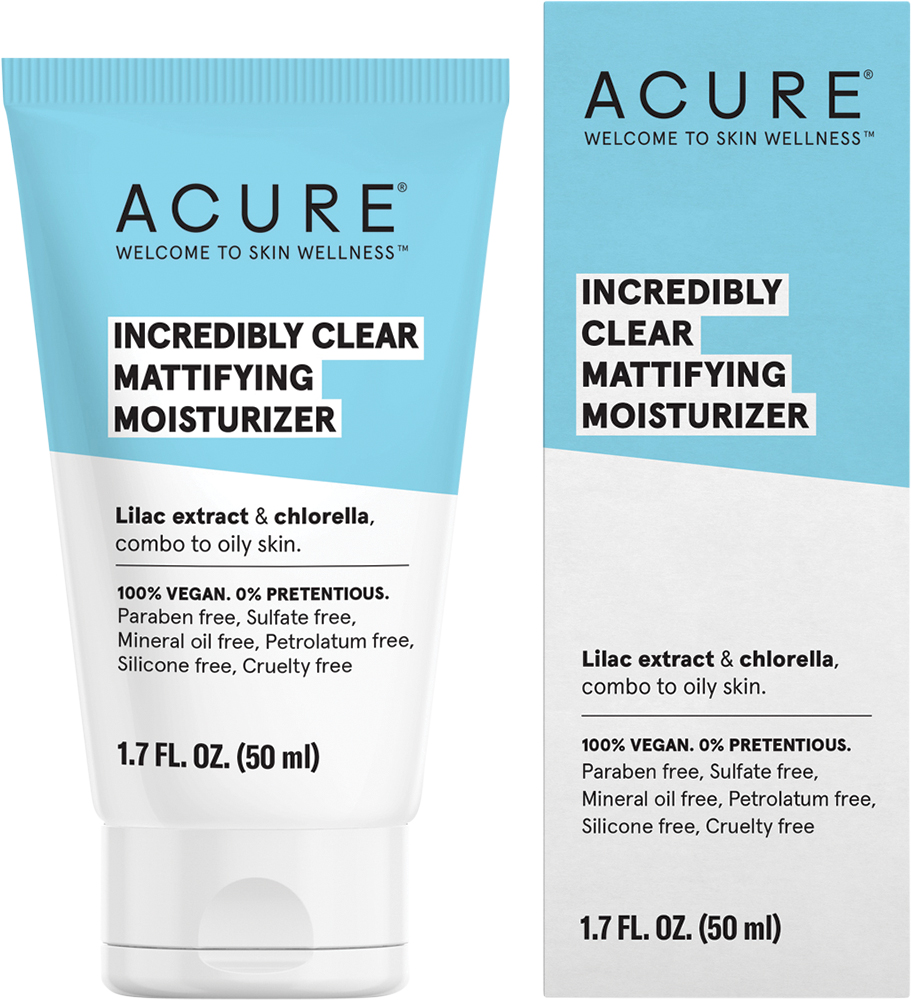 ACURE®
WELCOME TO SKIN WELLNESS™
INCREDIBLY CLEAR
MATTIFYING
MOISTURIZER
Lilac extract & chlorella,
combo to oily skin.
100% VEGAN. 0% PRETENTIOUS.
Paraben free, Sulfate free,
Mineral oil free, Petrolatum free,
Silicone free, Cruelty free
1.7 FL. OZ. (50 ml)
ACURE®
WELCOME TO SKIN WELLNESS™
INCREDIBLY
CLEAR
MATTIFYING
MOISTURIZER
Lilac extract & chlorella,
combo to oily skin.
100% VEGAN. 0% PRETENTIOUS.
Paraben free, Sulfate free,
Mineral oil free, Petrolatum free,
Silicone free, Cruelty free
1.7 FL. OZ. (50 ml)